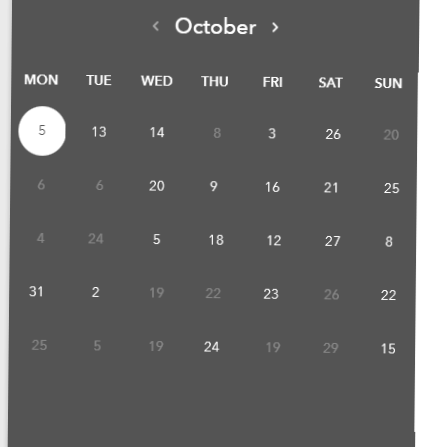 ‹ October ›
MON TUE WED THU FRI SAT SUN
5 13 14 8 3 26 20
6 6 20 9 16 21 25
4 24 5 18 12 27 8
31 2 19 22 23 26 22
25 5 19 24 19 29 15